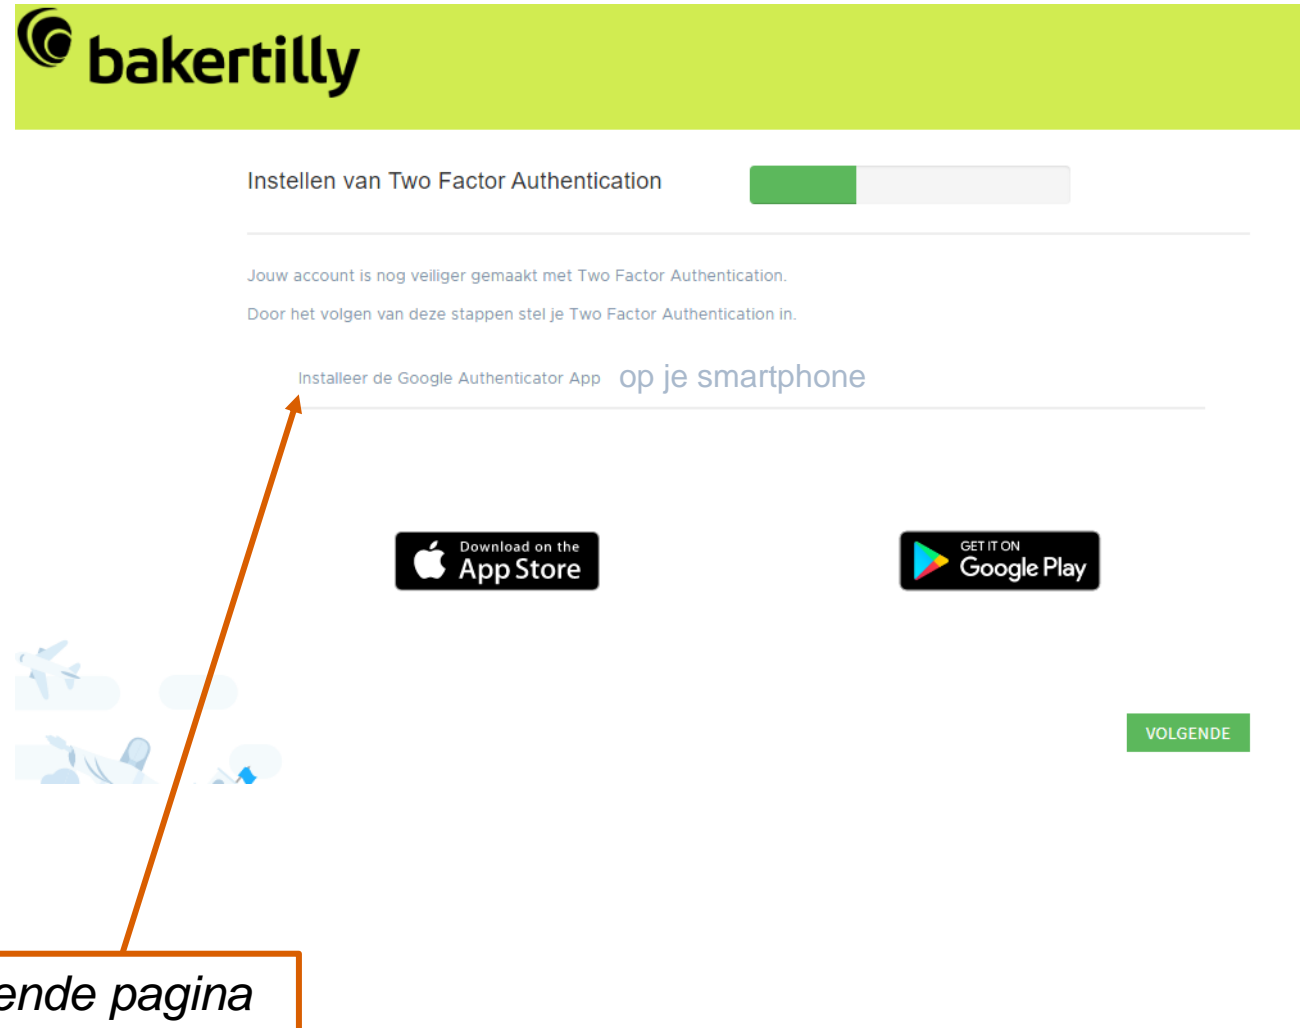 bakertilly
Instellen van Two Factor Authentication
Jouw account is nog veiliger gemaakt met Two Factor Authentication.
Door het volgen van deze stappen stel je Two Factor Authentication in.
Installeer de Google Authenticator App op je smartphone
Download on the
App Store
GET IT ON
Google Play
VOLGENDE
ende pagina